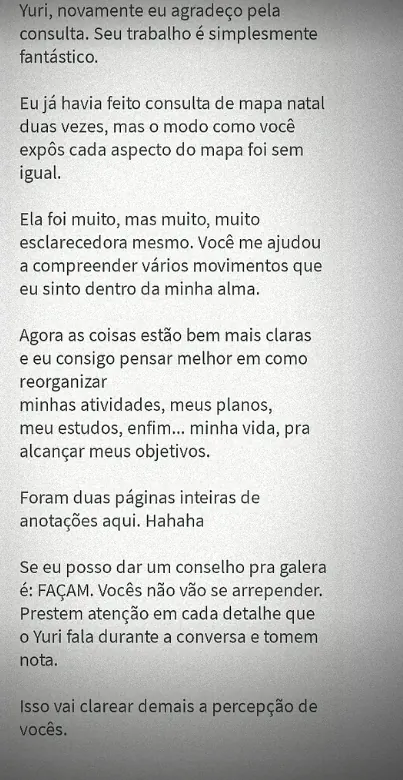 Yuri, novamente eu agradeço pela
consulta. Seu trabalho é simplesmente
fantástico.
Eu já havia feito consulta de mapa natal
duas vezes, mas o modo como você
expôs cada aspecto do mapa foi sem
igual.
Ela foi muito, mas muito, muito
esclarecedora mesmo. Você me ajudou
a compreender vários movimentos que
eu sinto dentro da minha alma.
Agora as coisas estão bem mais claras
e eu consigo pensar melhor em como
reorganizar
minhas atividades, meus planos,
meu estudos, enfim... minha vida, pra
alcançar meus objetivos.
Foram duas páginas inteiras de
anotações aqui. Hahaha
Se eu posso dar um conselho pra galera
é: FAÇAM. Vocês não vão se arrepender.
Prestem atenção em cada detalhe que
o Yuri fala durante a conversa e tomem
nota.
Isso vai clarear demais a percepção de
vocês.